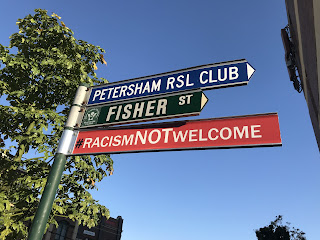 PETERSHAM RSL CLUB
FISHER ST
#RACISMNOTWELCOME